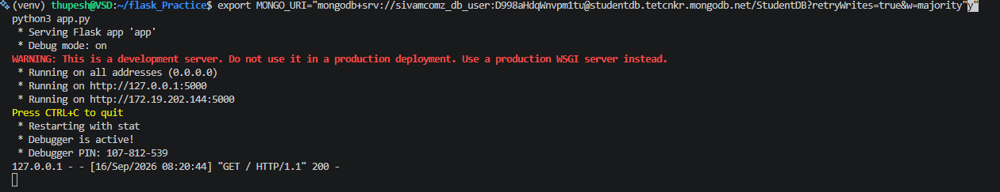 (venv) thupesh@VSD:~/flask_Practice$ export MONGO_URI="mongodb+srv://sivamcomz_db_user:D998aHdqWnvpm1tu@studentdb.tetcnkr.mongodb.net/StudentDB?retryWrites=true&w=majority"y"
python3 app.py
 * Serving Flask app 'app'
 * Debug mode: on
WARNING: This is a development server. Do not use it in a production deployment. Use a production WSGI server instead.
 * Running on all addresses (0.0.0.0)
 * Running on http://127.0.0.1:5000
 * Running on http://172.19.202.144:5000
Press CTRL+C to quit
 * Restarting with stat
 * Debugger is active!
 * Debugger PIN: 107-812-539
127.0.0.1 - - [16/Sep/2026 08:20:44] "GET / HTTP/1.1" 200 -